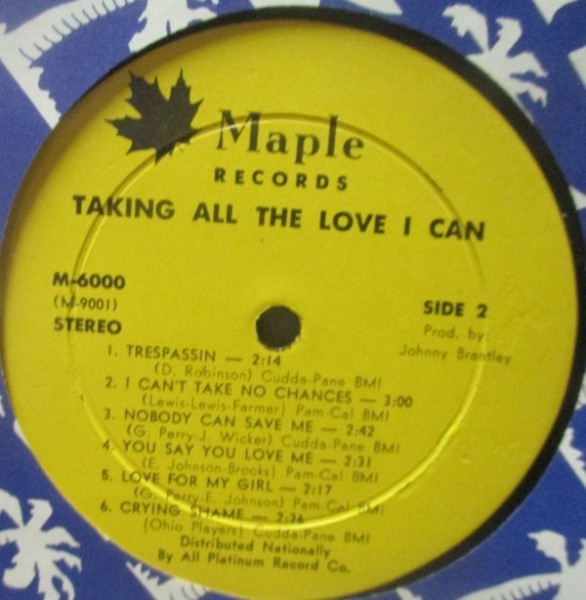 Maple
RECORDS
TAKING ALL THE LOVE I CAN
M-6000
(M-9001)
STEREO
SIDE 2
Prod. by
Johnny Brantley
1. TRESPASSIN — 2:14
(D. Robinson) Cudda-Pane BMI
2. I CAN'T TAKE NO CHANCES — 3:00
(Lewis-Lewis-Farmer) Pam-Cal BMI
3. NOBODY CAN SAVE ME — 2:42
(G. Perry-J. Wicker) Cudda-Pane BMI
4. YOU SAY YOU LOVE ME — 2:31
(E. Johnson-Brooks) Pam-Cal BMI
5. LOVE FOR MY GIRL — 2:17
(G. Perry-E. Johnson) Pam-Cal BMI
6. CRYING SHAME — 2:36
(Ohio Players) Cudda-Pane BMI
Distributed Nationally
By All Platinum Record Co.